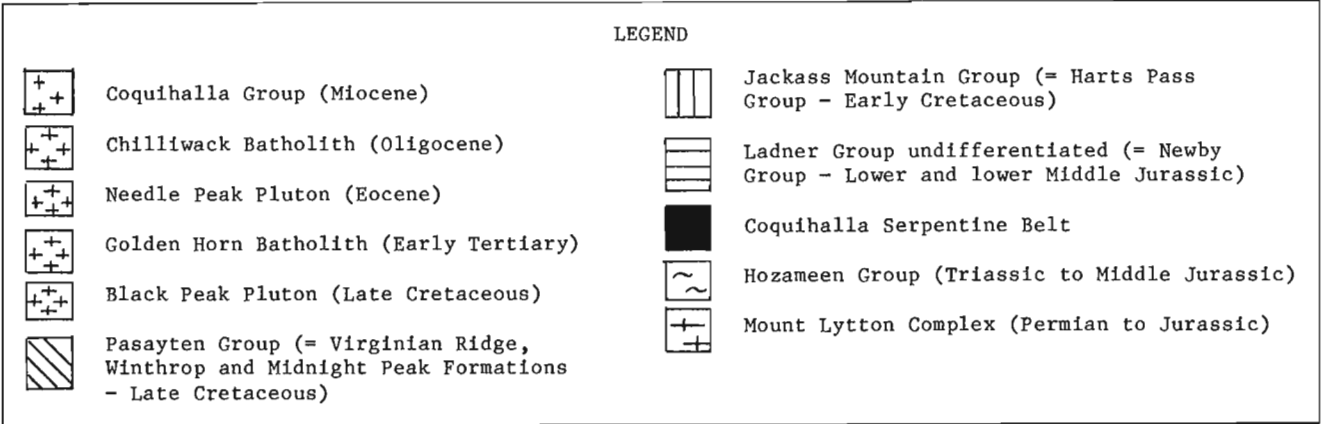 LEGEND
Coquihalla Group (Miocene)
Chilliwack Batholith (Oligocene)
Needle Peak Pluton (Eocene)
Golden Horn Batholith (Early Tertiary)
Black Peak Pluton (Late Cretaceous)
Pasayten Group (= Virginian Ridge,
Winthrop and Midnight Peak Formations
- Late Cretaceous)
Jackass Mountain Group (= Harts Pass
Group - Early Cretaceous)
Ladner Group undifferentiated (= Newby
Group - Lower and lower Middle Jurassic)
Coquihalla Serpentine Belt
Hozameen Group (Triassic to Middle Jurassic)
Mount Lytton Complex (Permian to Jurassic)